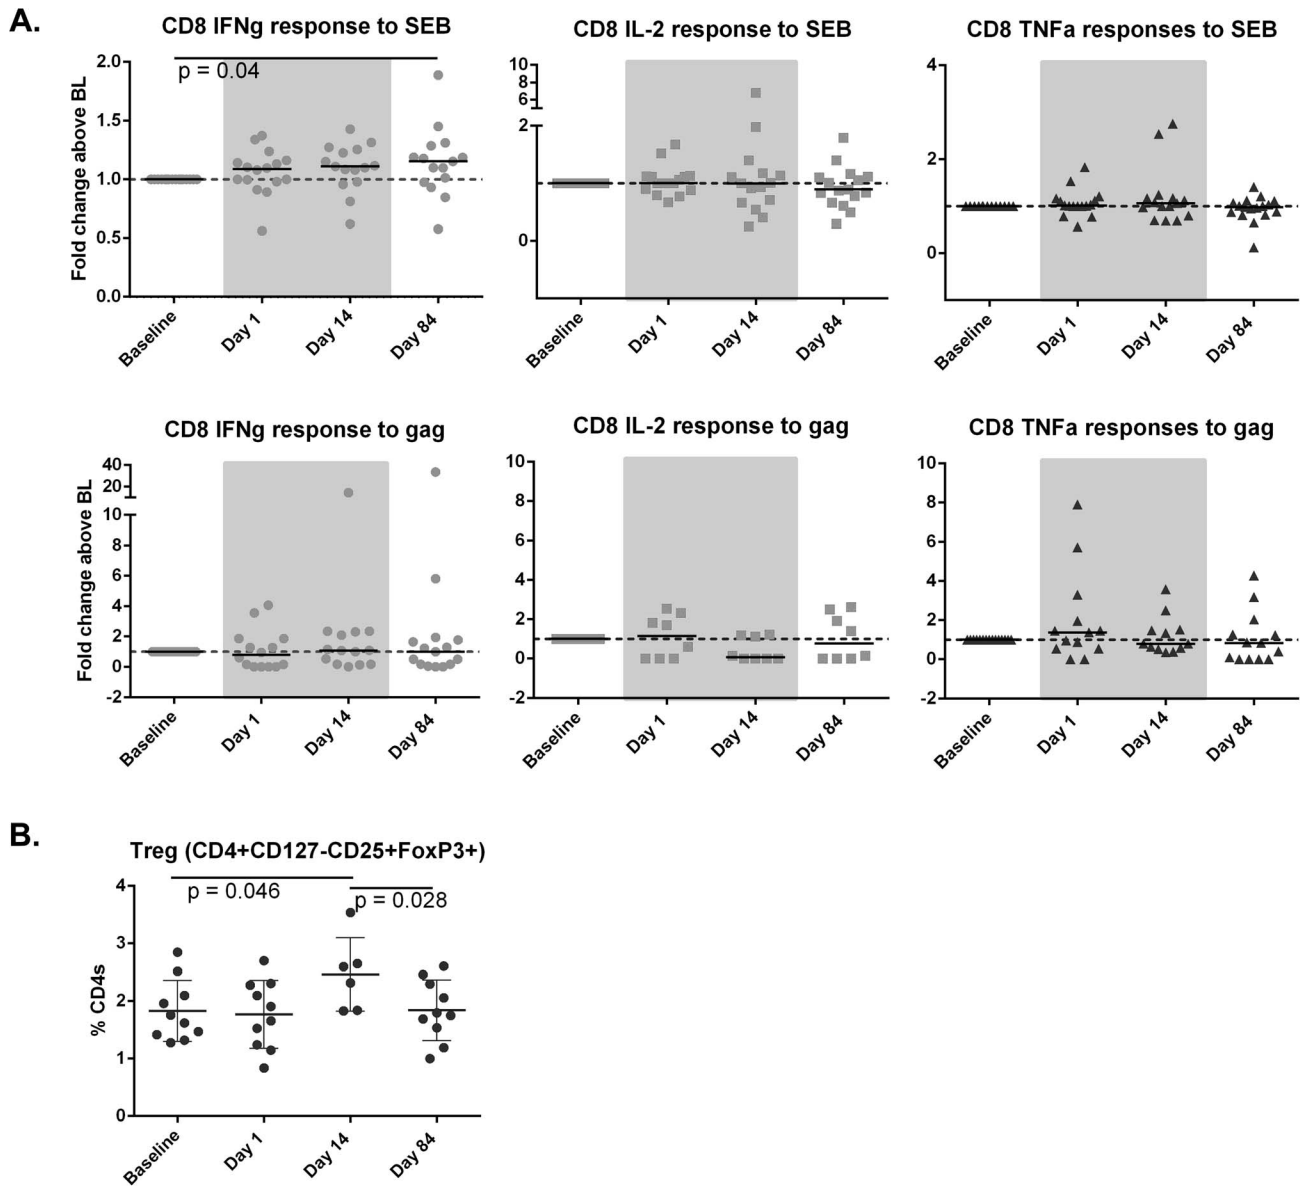 A.
CD8 IFNg response to SEB
CD8 IL-2 response to SEB
CD8 TNFa responses to SEB
p = 0.04
Fold change above BL
2.0
1.5
1.0
0.5
0.0
Baseline
Day 1
Day 14
Day 84
10
8
6
2
0
Baseline
Day 1
Day 14
Day 84
4
2
0
Baseline
Day 1
Day 14
Day 84
CD8 IFNg response to gag
CD8 IL-2 response to gag
CD8 TNFa responses to gag
Fold change above BL
40
20
10
8
6
4
2
0
-2
Baseline
Day 1
Day 14
Day 84
10
8
6
4
2
0
-2
Baseline
Day 1
Day 14
Day 84
10
8
6
4
2
0
-2
Baseline
Day 1
Day 14
Day 84
B.
Treg (CD4+CD127-CD25+FoxP3+)
p = 0.046
p = 0.028
% CD4s
4
3
2
1
0
Baseline
Day 1
Day 14
Day 84